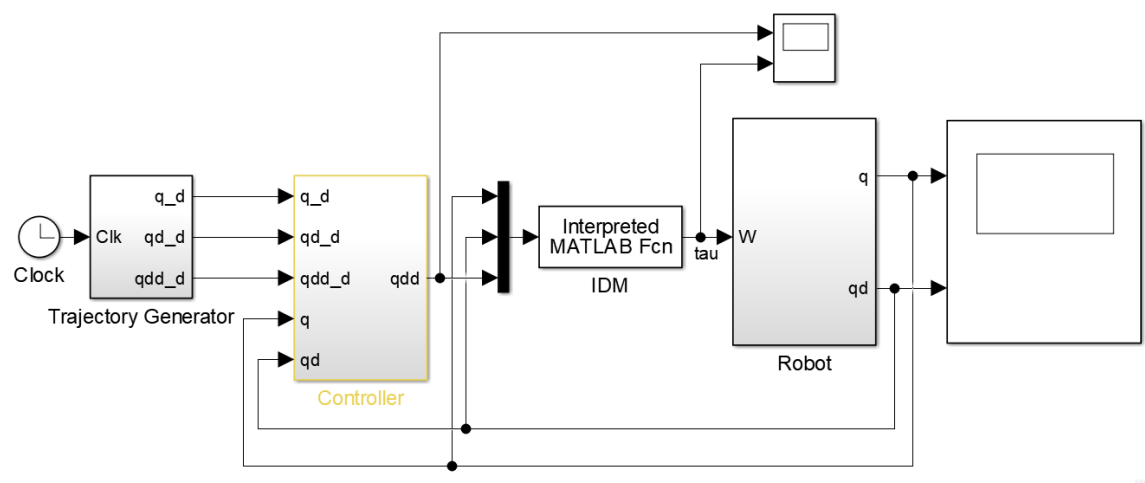 Clock
Clk
q_d
qd_d
qdd_d
Trajectory Generator
q_d
qd_d
qdd_d
q
qd
qdd
Controller
Interpreted
MATLAB Fcn
IDM
tau
W
q
qd
Robot